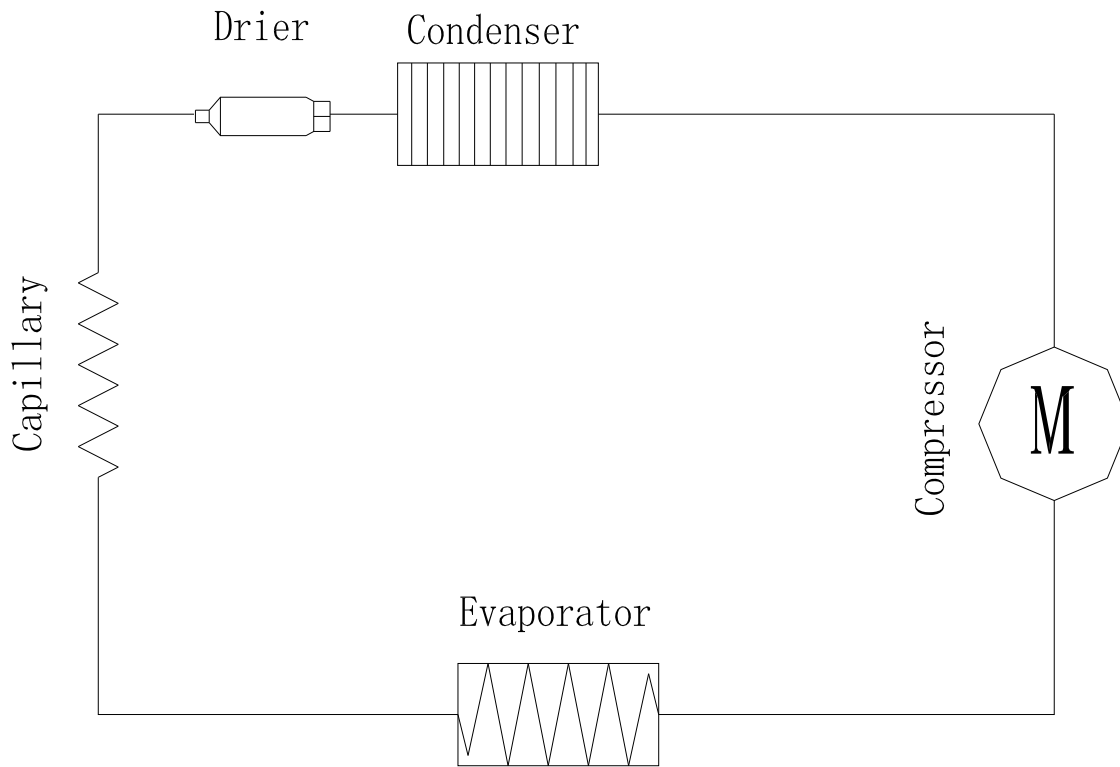 Drier
Condenser
Capillary
Compressor
M
Evaporator